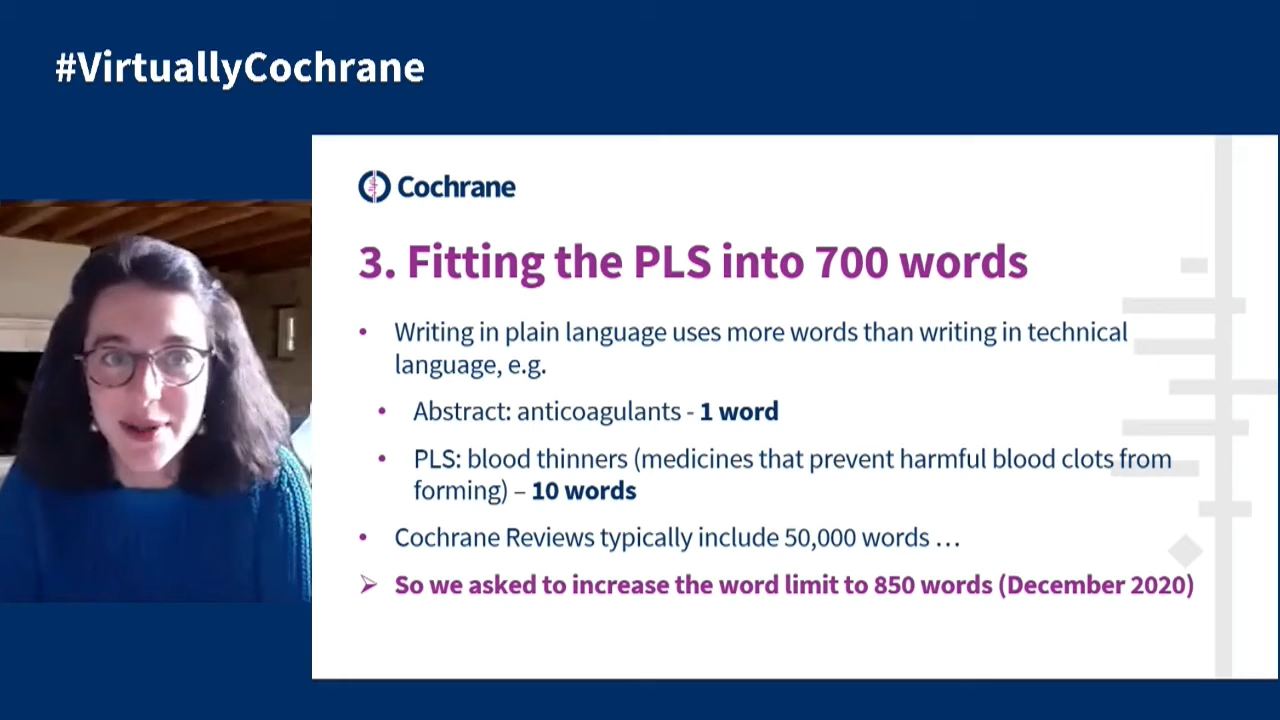 #VirtuallyCochrane
Cochrane
3. Fitting the PLS into 700 words
• Writing in plain language uses more words than writing in technical
language, e.g.
• Abstract: anticoagulants - 1 word
• PLS: blood thinners (medicines that prevent harmful blood clots from
forming) – 10 words
• Cochrane Reviews typically include 50,000 words …
➢ So we asked to increase the word limit to 850 words (December 2020)